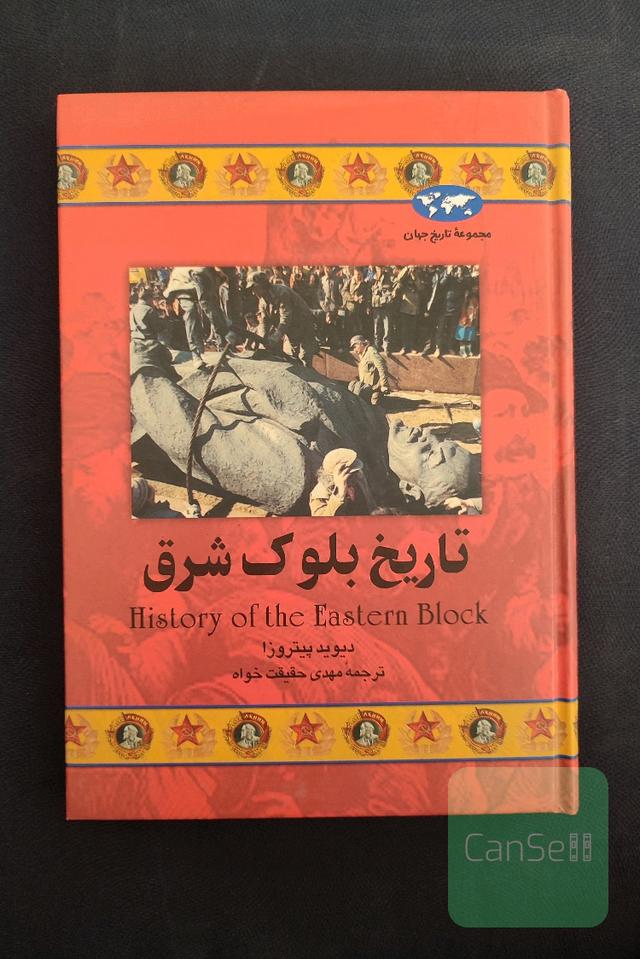 مجموعهٔ تاریخ جهان
تاریخ بلوک شرق
History of the Eastern Block
دیوید پیتروزا
ترجمهٔ مهدی حقیقت خواه
CanSell